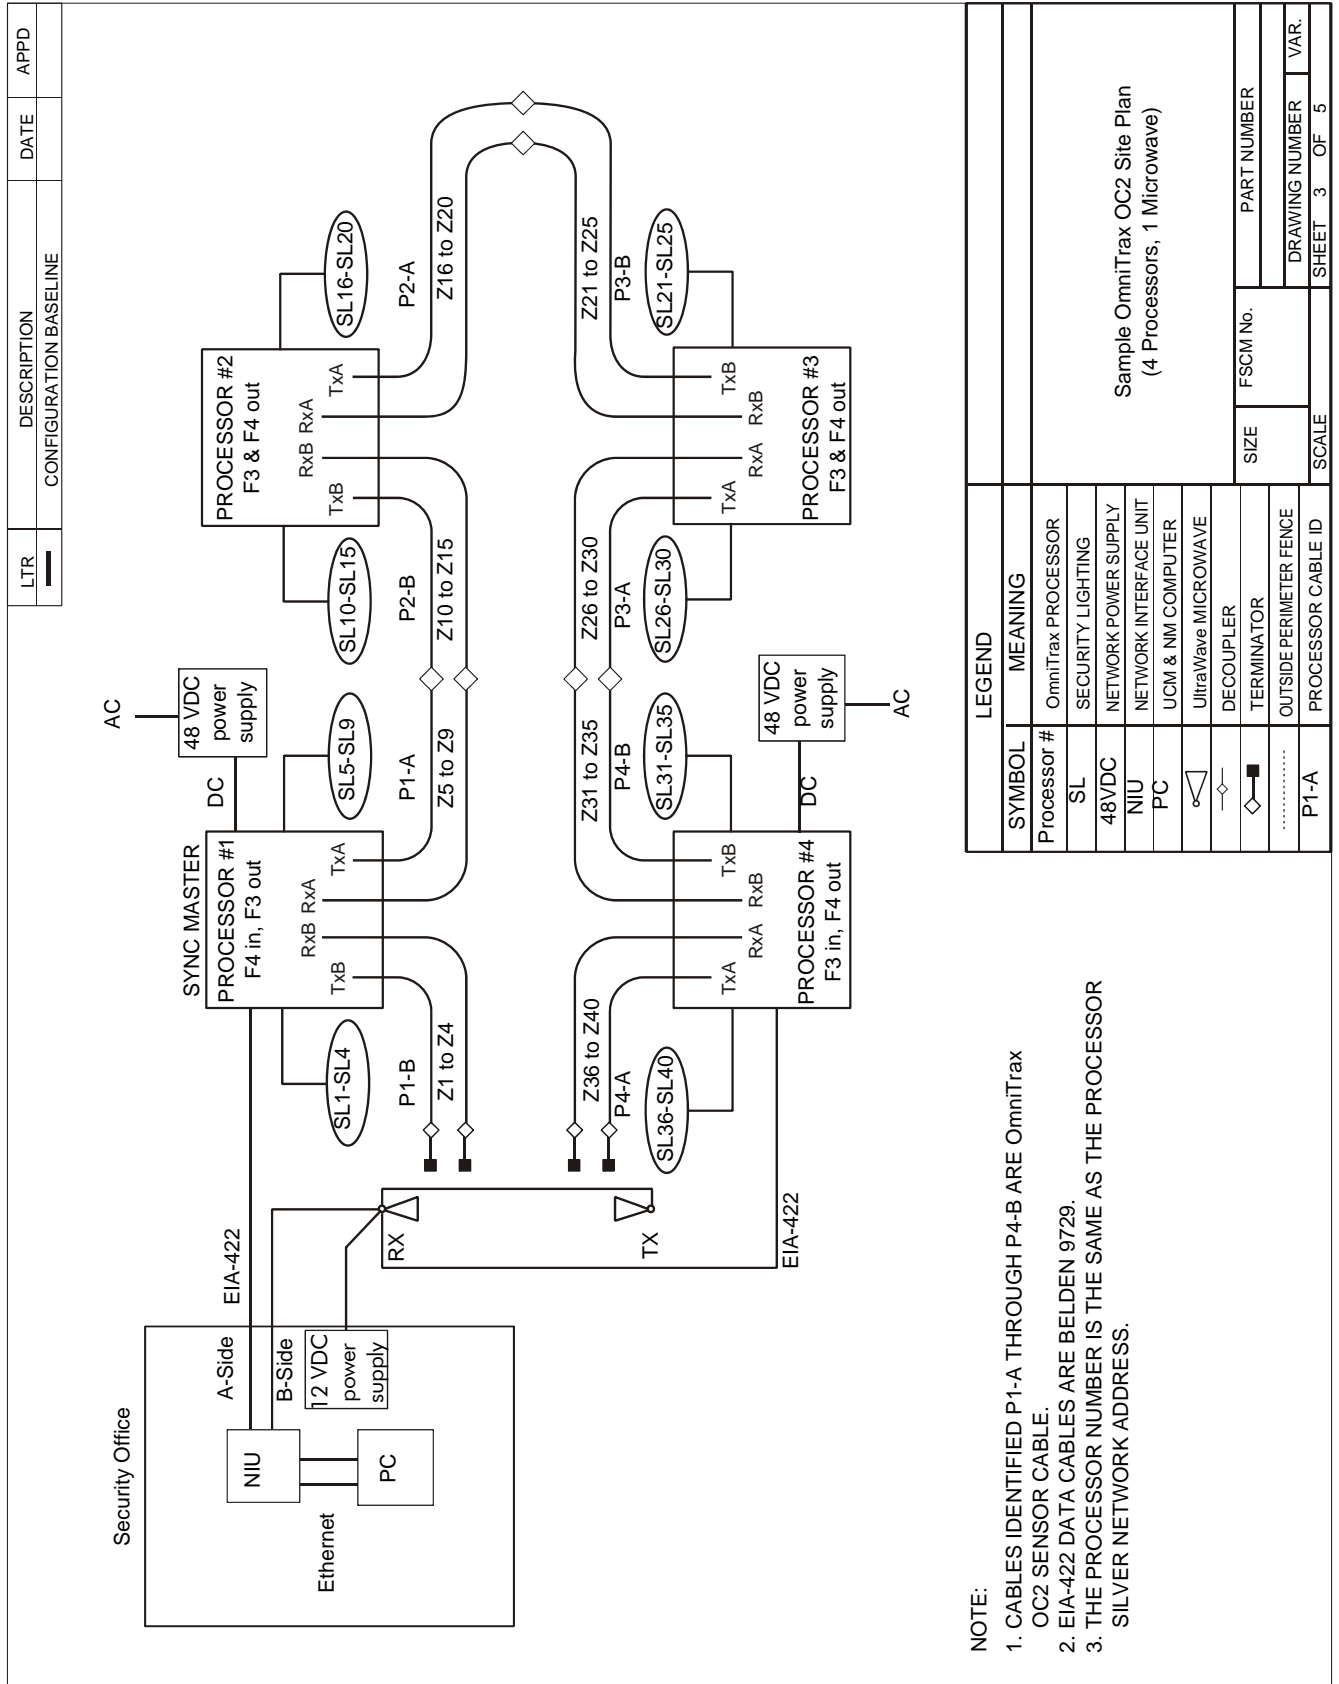 LTR
DESCRIPTION
DATE
APPD
CONFIGURATION BASELINE
Security Office
NIU
PC
Ethernet
A-Side
B-Side
12 VDC
power
supply
EIA-422
RX
TX
EIA-422
SYNC MASTER
PROCESSOR #1
F4 in, F3 out
TxB
RxB
RxA
TxA
SL1-SL4
P1-B
Z1 to Z4
AC
48 VDC
power
supply
DC
SL5-SL9
P1-A
Z5 to Z9
PROCESSOR #2
F3 & F4 out
TxB
RxB
RxA
TxA
SL10-SL15
P2-B
Z10 to Z15
SL16-SL20
P2-A
Z16 to Z20
Z21 to Z25
P3-B
SL21-SL25
TxA
RxA
RxB
TxB
PROCESSOR #3
F3 & F4 out
Z26 to Z30
P3-A
SL26-SL30
Z31 to Z35
P4-B
SL31-SL35
48 VDC
power
supply
AC
DC
TxA
RxA
RxB
TxB
PROCESSOR #4
F3 in, F4 out
Z36 to Z40
P4-A
SL36-SL40
NOTE:
1. CABLES IDENTIFIED P1-A THROUGH P4-B ARE OmniTrax
OC2 SENSOR CABLE.
2. EIA-422 DATA CABLES ARE BELDEN 9729.
3. THE PROCESSOR NUMBER IS THE SAME AS THE PROCESSOR
SILVER NETWORK ADDRESS.
LEGEND
SYMBOL MEANING
Processor # OmniTrax PROCESSOR
SL SECURITY LIGHTING
48VDC NETWORK POWER SUPPLY
NIU NETWORK INTERFACE UNIT
PC UCM & NM COMPUTER
UltraWave MICROWAVE
DECOUPLER
TERMINATOR
OUTSIDE PERIMETER FENCE
P1-A PROCESSOR CABLE ID
Sample OmniTrax OC2 Site Plan
(4 Processors, 1 Microwave)
SIZE
FSCM No.
PART NUMBER
DRAWING NUMBER
VAR.
SCALE
SHEET 3 OF 5